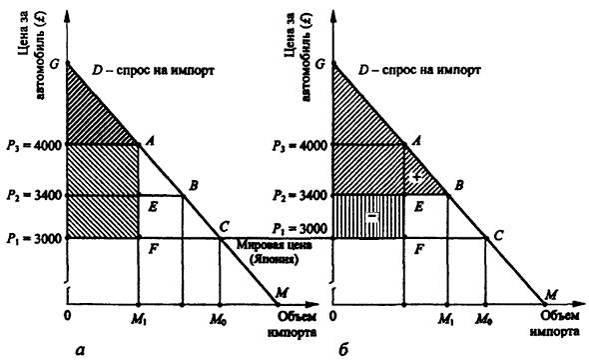 Цена за
автомобиль (£)
G
D – спрос на импорт
P₃ = 4000
A
P₂ = 3400
E
B
P₁ = 3000
F
C
M
0
M₁
M₀
Объем
импорта
а
Цена за
автомобиль (£)
G
D – спрос на импорт
P₃ = 4000
A
+
P₂ = 3400
E
B
–
P₁ =
3000
F
C
Мировая цена
(Япония)
M
0
M₁
M₀
Объем
импорта
б